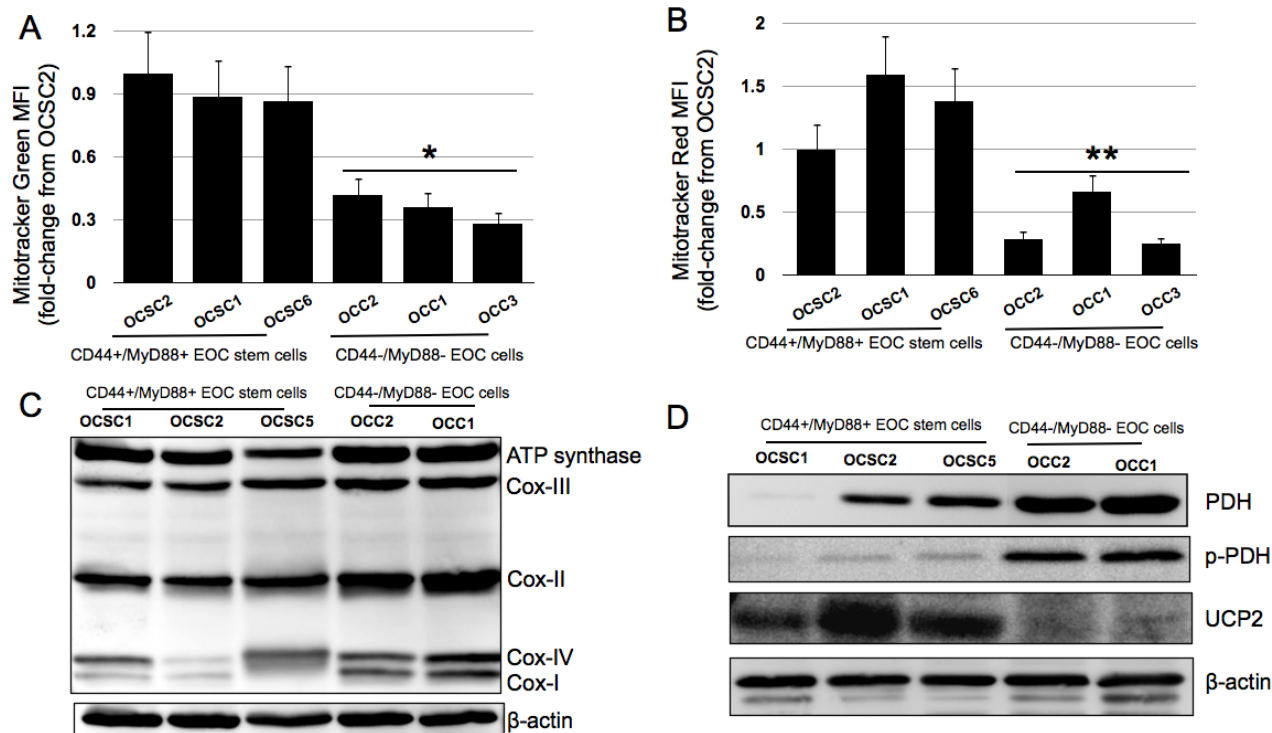 A
Mitotracker Green MFI
(fold-change from OCSC2)
1.2
0.9
0.6
0.3
0
*
OCSC2 OCSC1 OCSC6 OCC2 OCC1 OCC3
CD44+/MyD88+ EOC stem cells CD44-/MyD88- EOC cells
B
Mitotracker Red MFI
(fold-change from OCSC2)
2
1.5
1
0.5
0
**
OCSC2 OCSC1 OCSC6 OCC2 OCC1 OCC3
CD44+/MyD88+ EOC stem cells CD44-/MyD88- EOC cells
C
CD44+/MyD88+ EOC stem cells CD44-/MyD88- EOC cells
OCSC1 OCSC2 OCSC5 OCC2 OCC1
ATP synthase
Cox-III
Cox-II
Cox-IV
Cox-I
β-actin
D
CD44+/MyD88+ EOC stem cells CD44-/MyD88- EOC cells
OCSC1 OCSC2 OCSC5 OCC2 OCC1
PDH
p-PDH
UCP2
β-actin